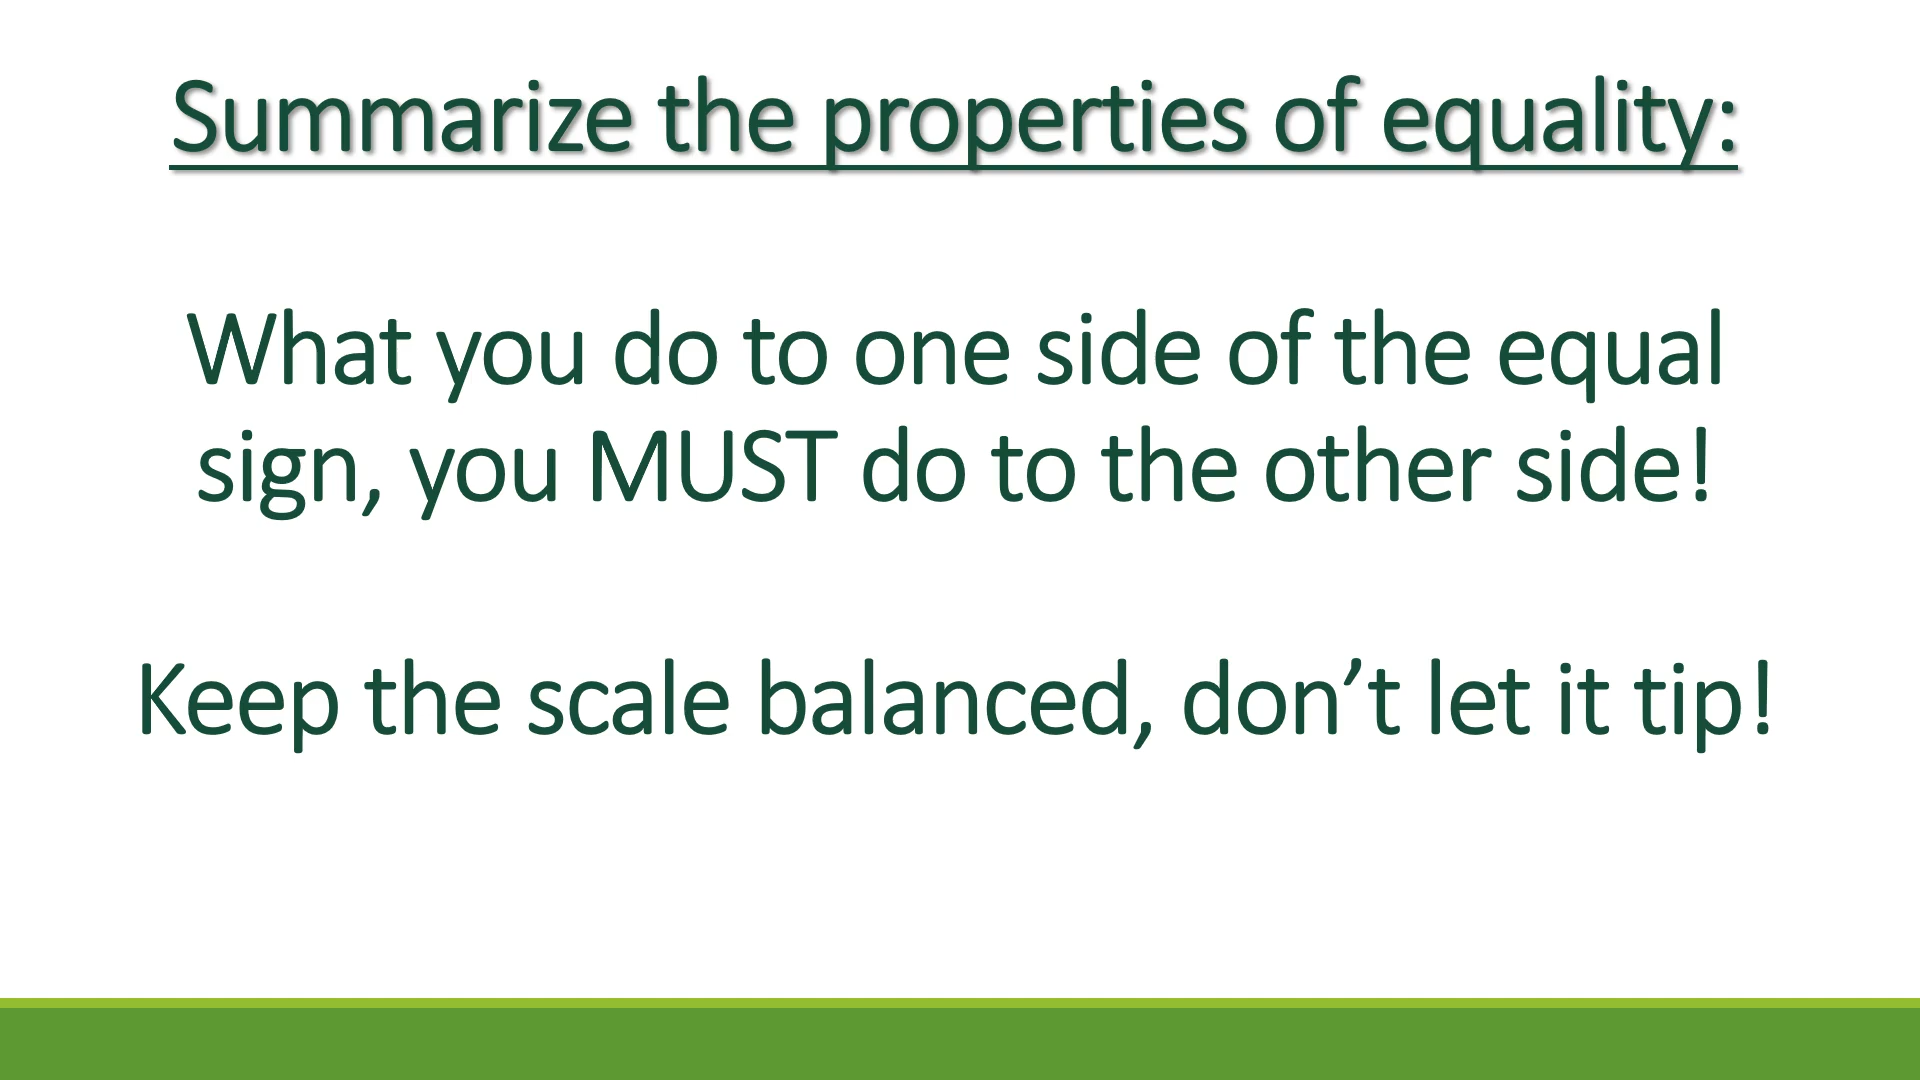 Summarize the properties of equality:
What you do to one side of the equal
sign, you MUST do to the other side!
Keep the scale balanced, don’t let it tip!